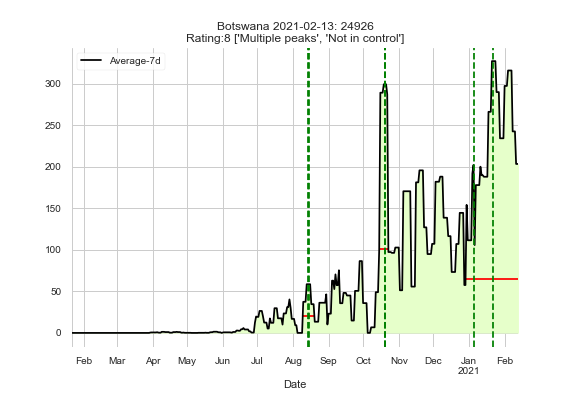 Botswana 2021-02-13: 24926
Rating:8 ['Multiple peaks', 'Not in control']
Average-7d
300
250
200
150
100
50
0
Feb Mar Apr May Jun Jul Aug Sep Oct Nov Dec Jan Feb
2021
Date